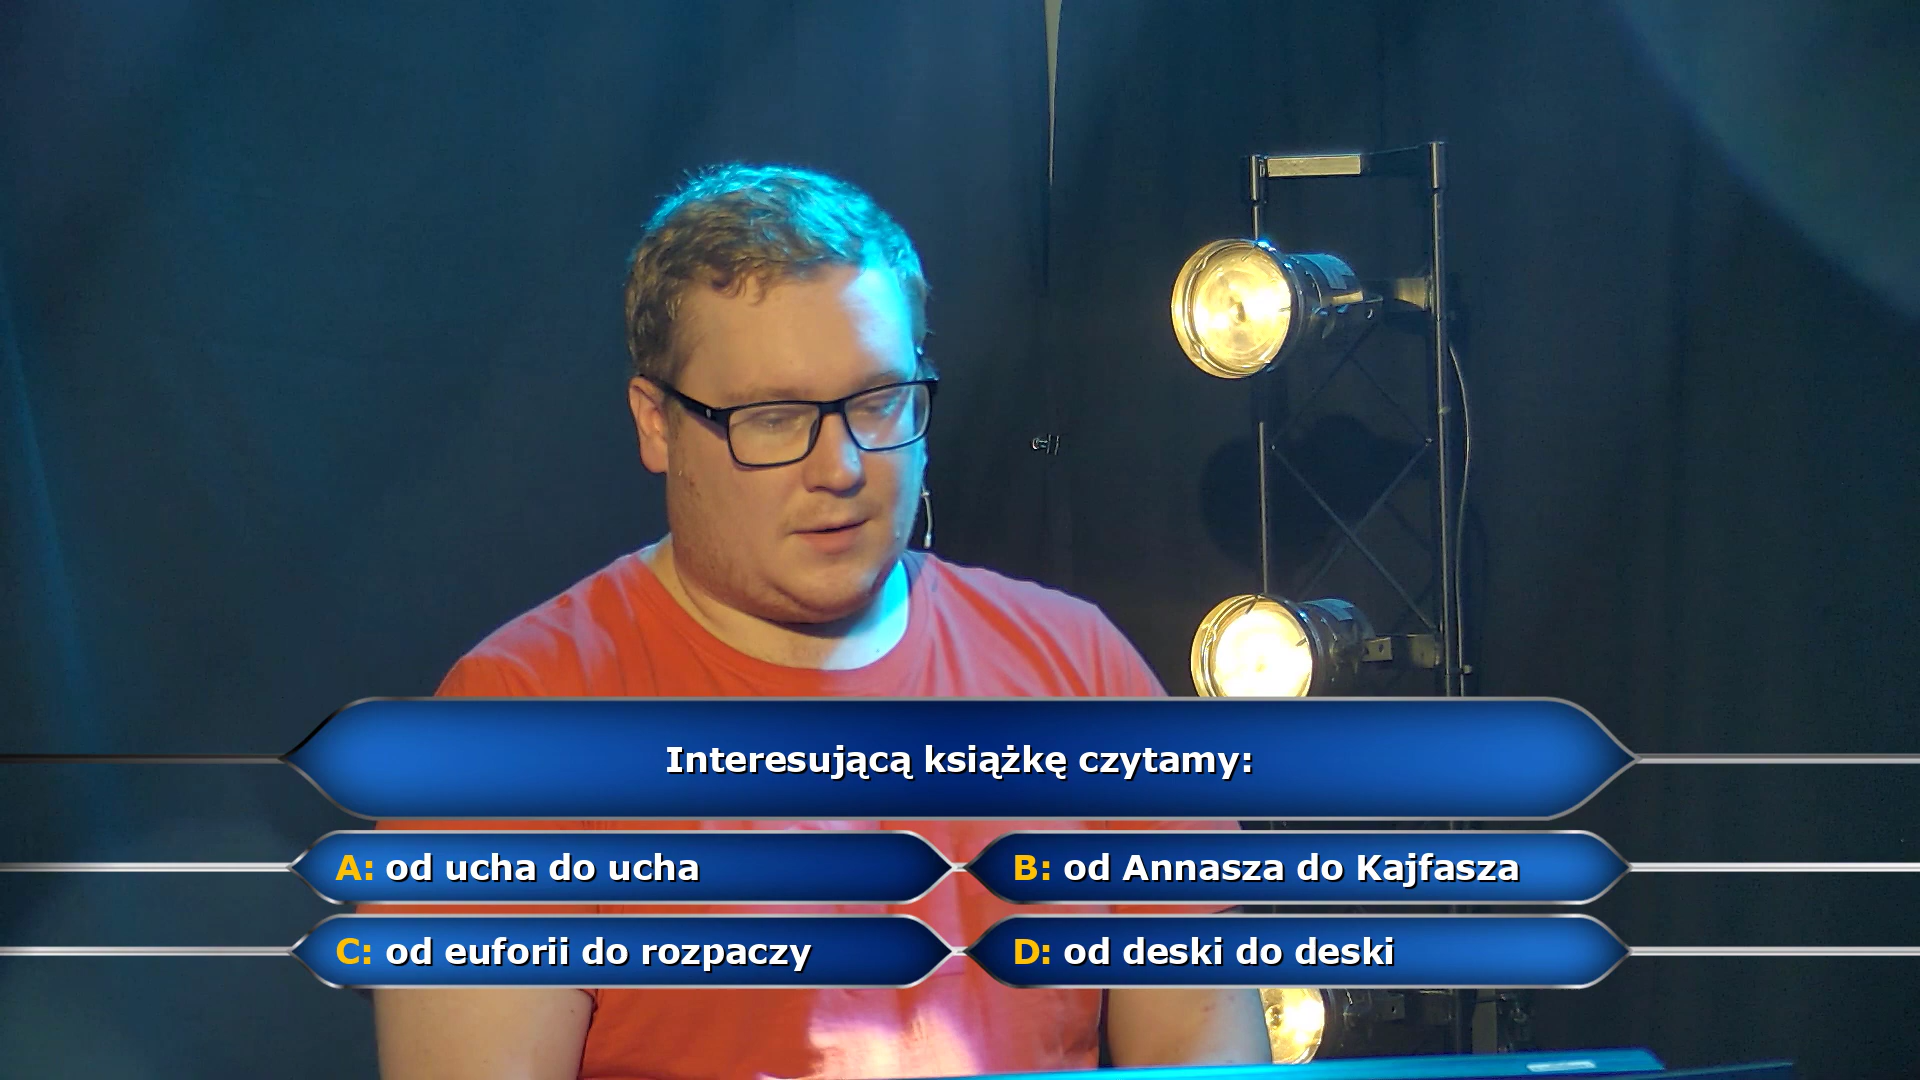 Interesującą książkę czytamy:
A: od ucha do ucha
B: od Annasza do Kajfasza
C: od euforii do rozpaczy
D: od deski do deski